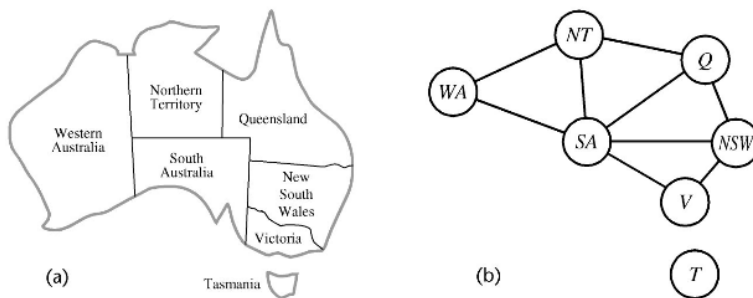 Northern
Territory
Western
Australia
Queensland
South
Australia
New
South
Wales
Victoria
Tasmania
(a)
NT
Q
WA
SA
NSW
V
T
(b)